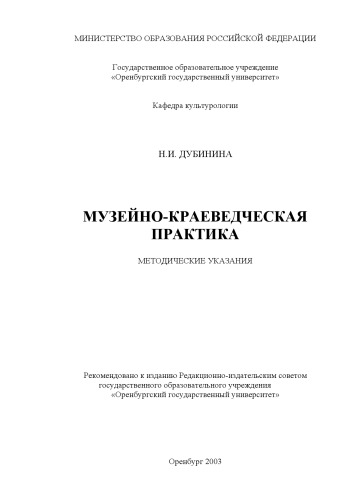 МИНИСТЕРСТВО ОБРАЗОВАНИЯ РОССИЙСКОЙ ФЕДЕРАЦИИ
Государственное образовательное учреждение
«Оренбургский государственный университет»
Кафедра культурологии
Н.И. ДУБИНИНА
МУЗЕЙНО-КРАЕВЕДЧЕСКАЯ
ПРАКТИКА
МЕТОДИЧЕСКИЕ УКАЗАНИЯ
Рекомендовано к изданию Редакционно-издательским советом
государственного образовательного учреждения
«Оренбургский государственный университет»
Оренбург 2003